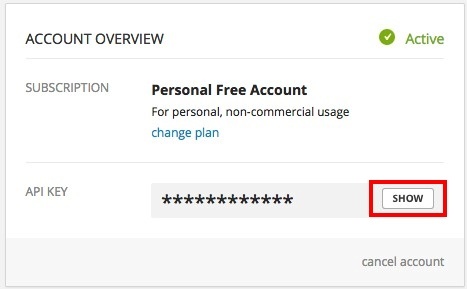 ACCOUNT OVERVIEW Active
SUBSCRIPTION Personal Free Account
For personal, non-commercial usage
change plan
API KEY ************ SHOW
cancel account